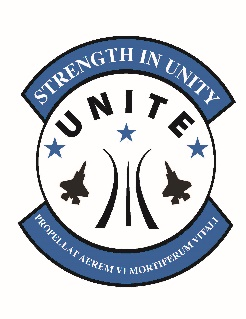 STRENGTH IN UNITY
UNITE
PROPELLAT AEREM VI MORTIFERUM VITALI